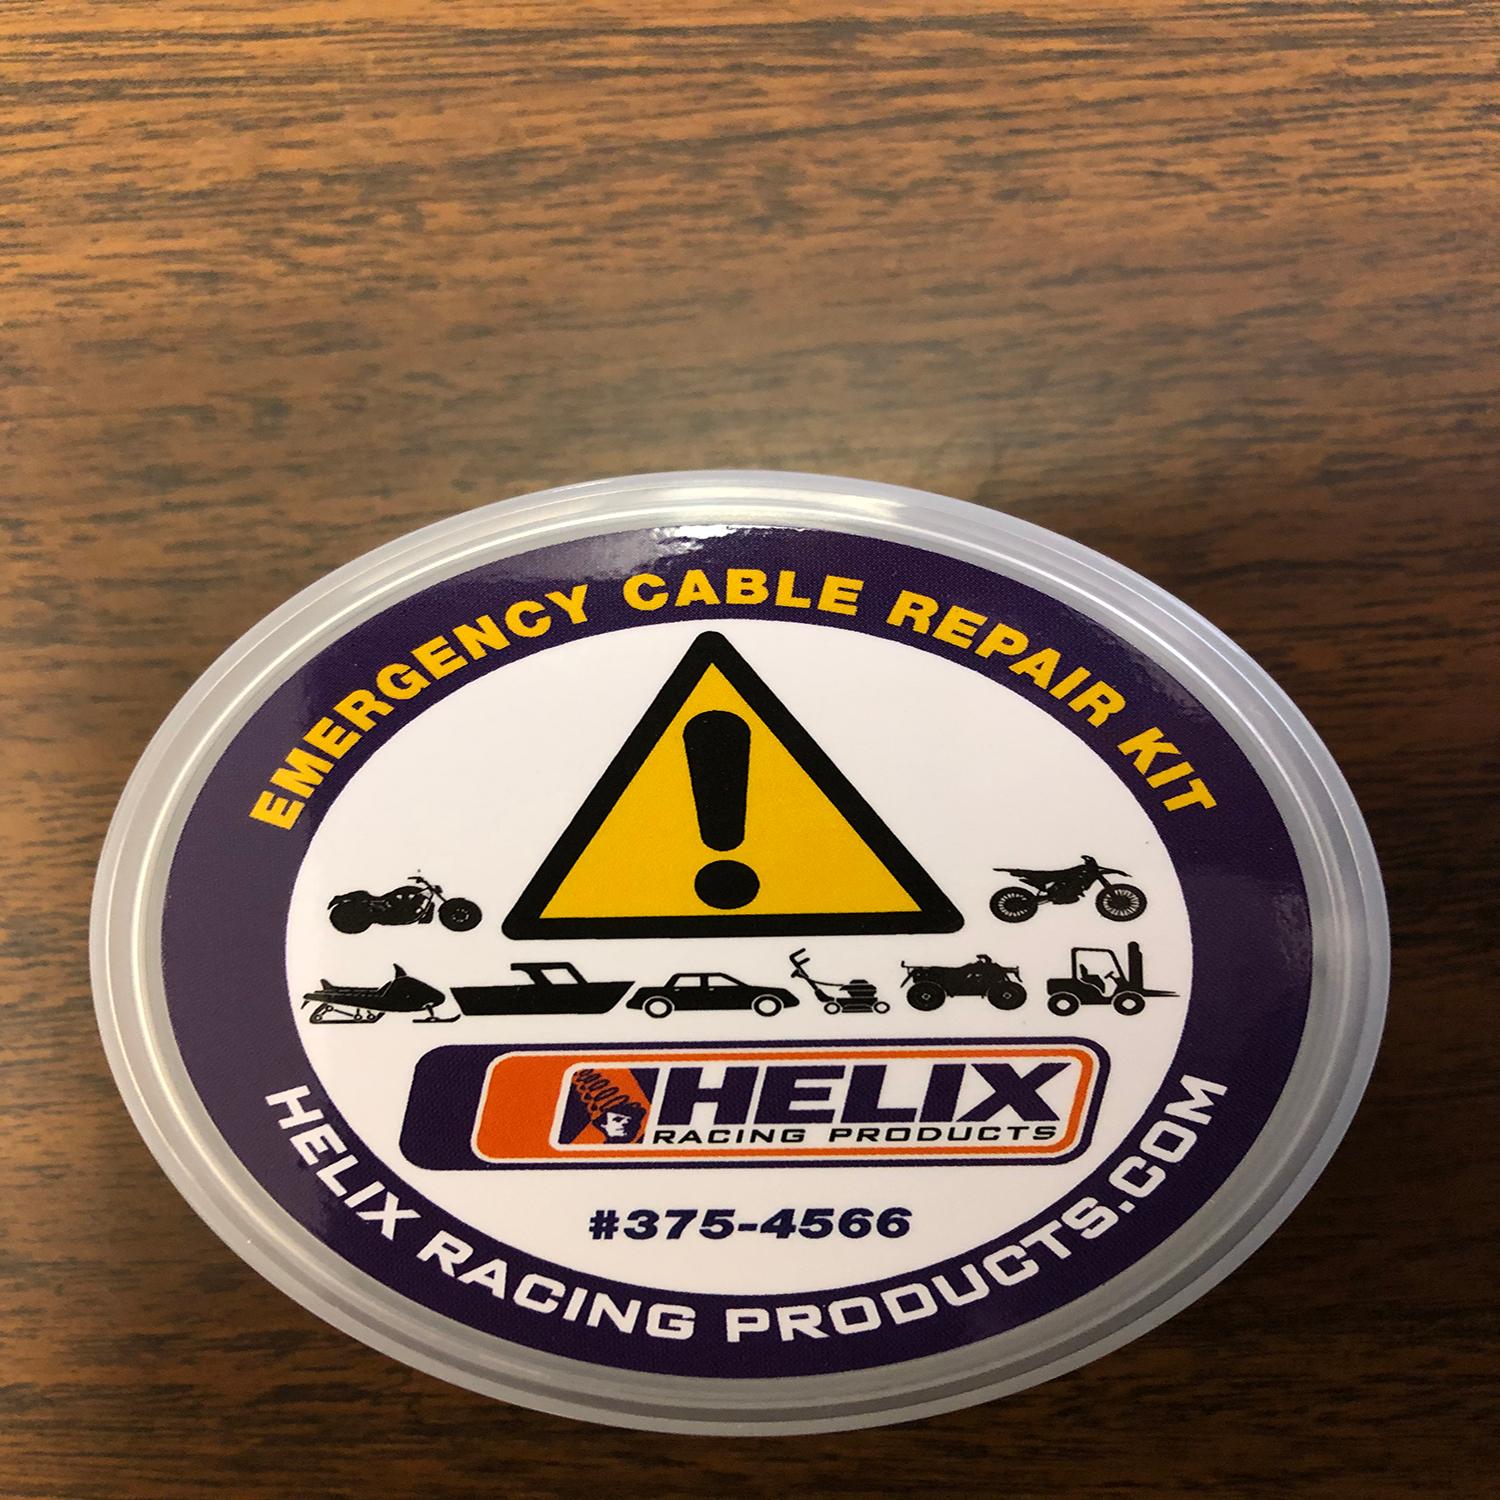 EMERGENCY CABLE REPAIR KIT
HELIX
RACING PRODUCTS
#375-4566
HELIX RACING PRODUCTS.COM